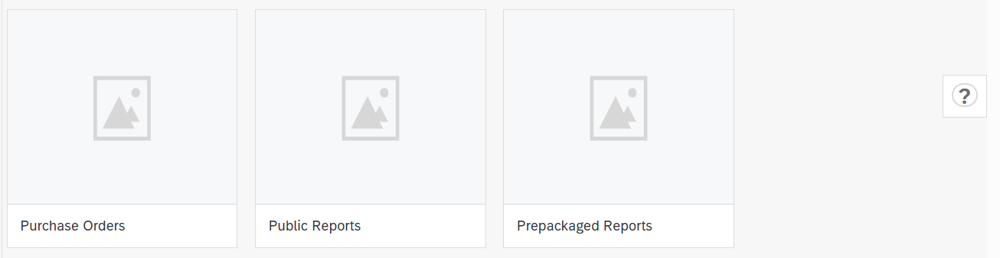 Purchase Orders
Public Reports
Prepackaged Reports
?